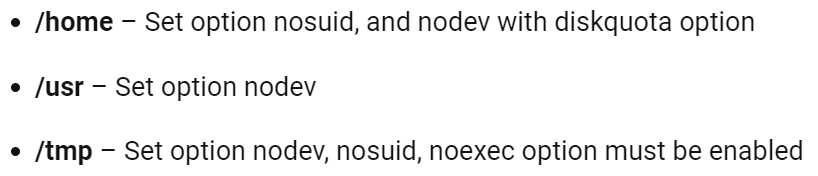 • /home – Set option nosuid, and nodev with diskquota option
• /usr – Set option nodev
• /tmp – Set option nodev, nosuid, noexec option must be enabled